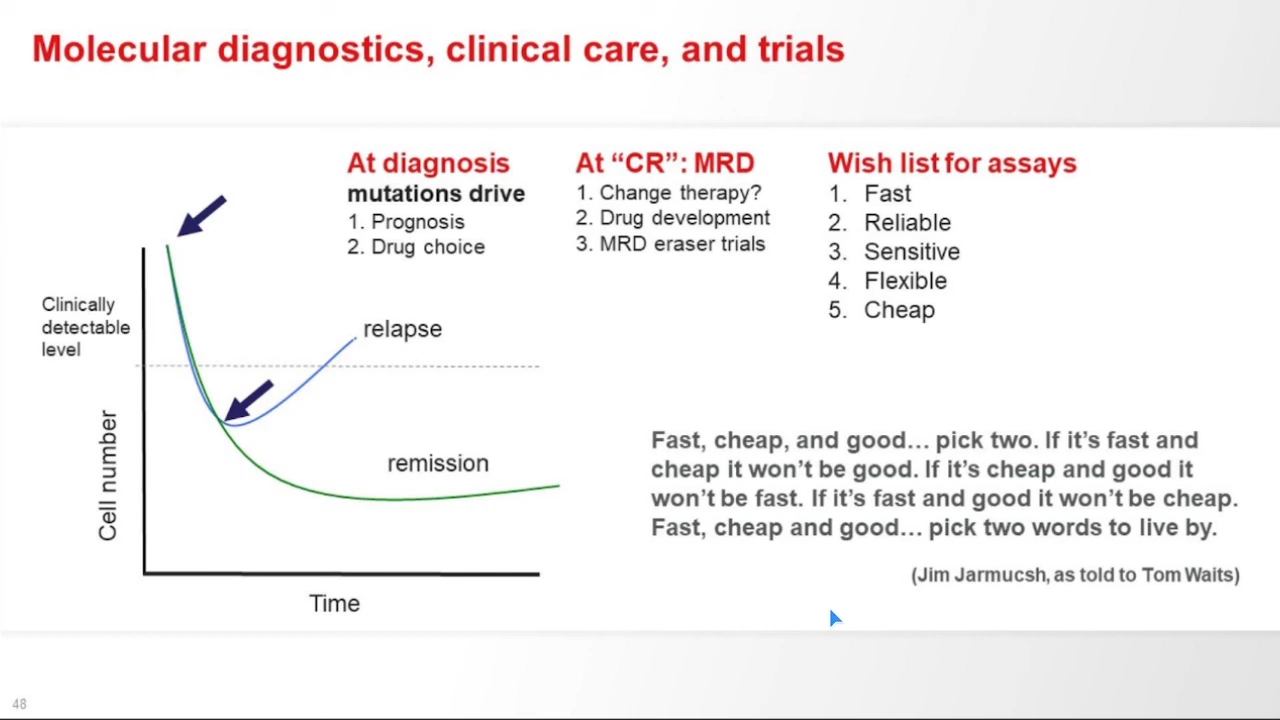 Molecular diagnostics, clinical care, and trials
At diagnosis
mutations drive
1. Prognosis
2. Drug choice
At “CR”: MRD
1. Change therapy?
2. Drug development
3. MRD eraser trials
Wish list for assays
1. Fast
2. Reliable
3. Sensitive
4. Flexible
5. Cheap
Clinically
detectable
level
relapse
remission
Cell number
Time
Fast, cheap, and good… pick two. If it’s fast and
cheap it won’t be good. If it’s cheap and good it
won’t be fast. If it’s fast and good it won’t be cheap.
Fast, cheap and good… pick two words to live by.
(Jim Jarmucsh, as told to Tom Waits)
48